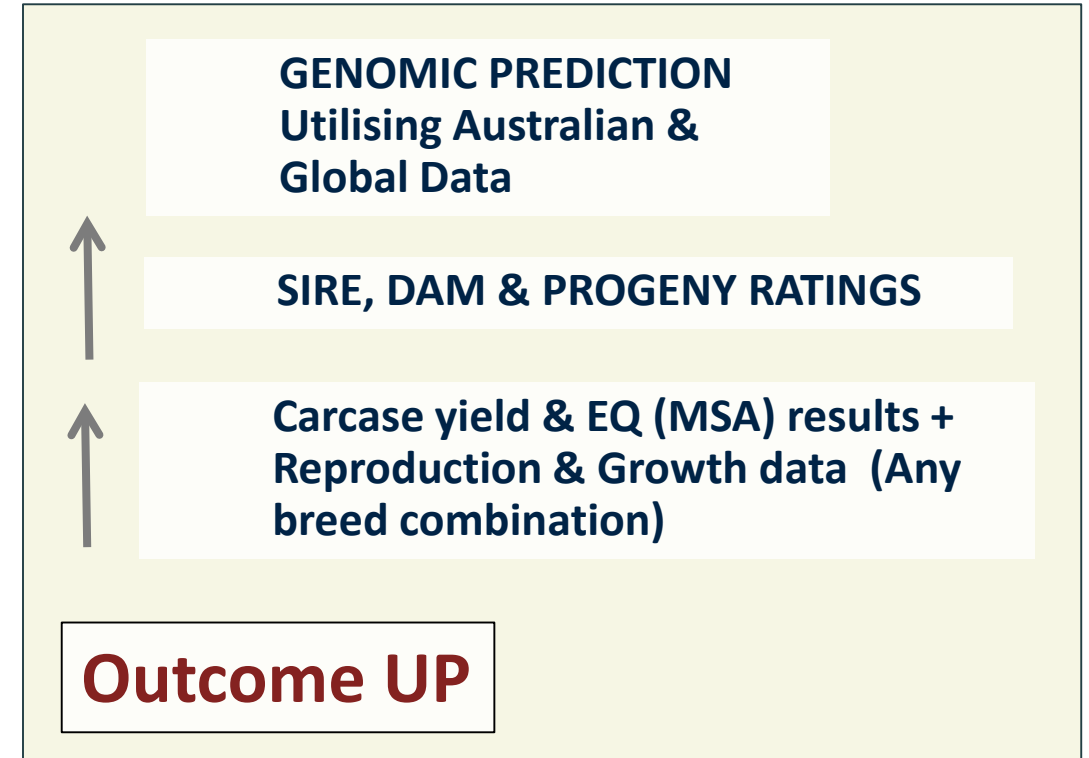 GENOMIC PREDICTION
Utilising Australian &
Global Data
SIRE, DAM & PROGENY RATINGS
Carcase yield & EQ (MSA) results +
Reproduction & Growth data (Any
breed combination)
Outcome UP